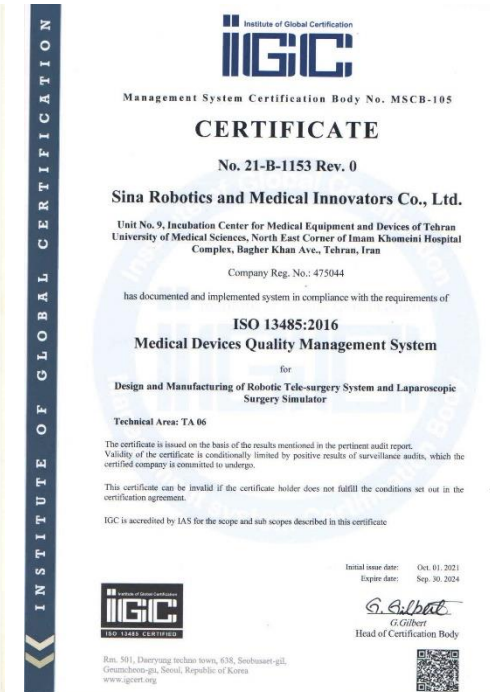 Institute of Global Certification
IGC
Management System Certification Body No. MSCB-105
CERTIFICATE
No. 21-B-1153 Rev. 0
Sina Robotics and Medical Innovators Co., Ltd.
Unit No. 9, Incubation Center for Medical Equipment and Devices of Tehran
University of Medical Sciences, North East Corner of Imam Khomeini Hospital
Complex, Bagher Khan Ave., Tehran, Iran
Company Reg. No.: 475044
has documented and implemented system in compliance with the requirements of
ISO 13485:2016
Medical Devices Quality Management System
for
Design and Manufacturing of Robotic Tele-surgery System and Laparoscopic
Surgery Simulator
Technical Area: TA 06
The certificate is issued on the basis of the results mentioned in the pertinent audit report.
Validity of the certificate is conditionally limited by positive results of surveillance audits, which the
certified company is committed to undergo.
This certificate can be invalid if the certificate holder does not fulfill the conditions set out in the
certification agreement.
IGC is accredited by IAS for the scope and sub scopes described in this certificate
Initial issue date: Oct. 01. 2021
Expire date: Sep. 30. 2024
G. Gilbert
G.Gilbert
Head of Certification Body
Institute of Global Certification
IGC
ISO 13485 CERTIFIED
Rm. 501, Daeryung techno town, 638, Seobusaet-gil,
Geumcheon-gu, Seoul, Republic of Korea
www.igcert.org
INSTITUTE OF GLOBAL CERTIFICATION